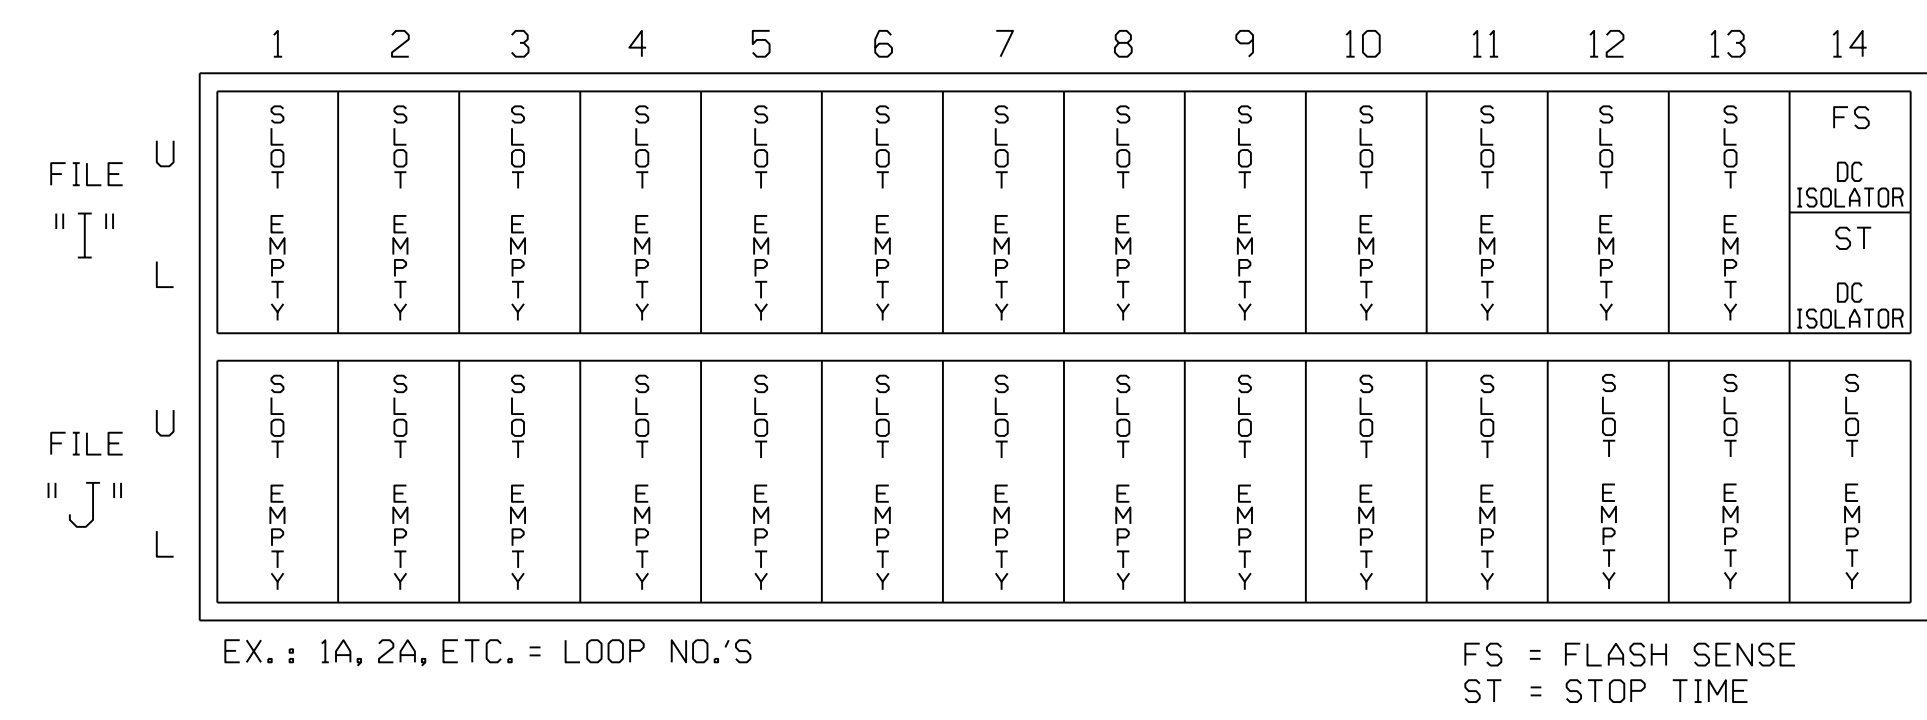 1 2 3 4 5 6 7 8 9 10 11 12 13 14
FILE "I"
U
L
SLOT EMPTY
SLOT EMPTY
SLOT EMPTY
SLOT EMPTY
SLOT EMPTY
SLOT EMPTY
SLOT EMPTY
SLOT EMPTY
SLOT EMPTY
SLOT EMPTY
SLOT EMPTY
SLOT EMPTY
SLOT EMPTY
FS
DC
ISOLATOR
ST
DC
ISOLATOR
FILE "J"
U
L
SLOT EMPTY
SLOT EMPTY
SLOT EMPTY
SLOT EMPTY
SLOT EMPTY
SLOT EMPTY
SLOT EMPTY
SLOT EMPTY
SLOT EMPTY
SLOT EMPTY
SLOT EMPTY
SLOT EMPTY
SLOT EMPTY
SLOT EMPTY
EX.: 1A, 2A, ETC. = LOOP NO.'S
FS = FLASH SENSE
ST = STOP TIME